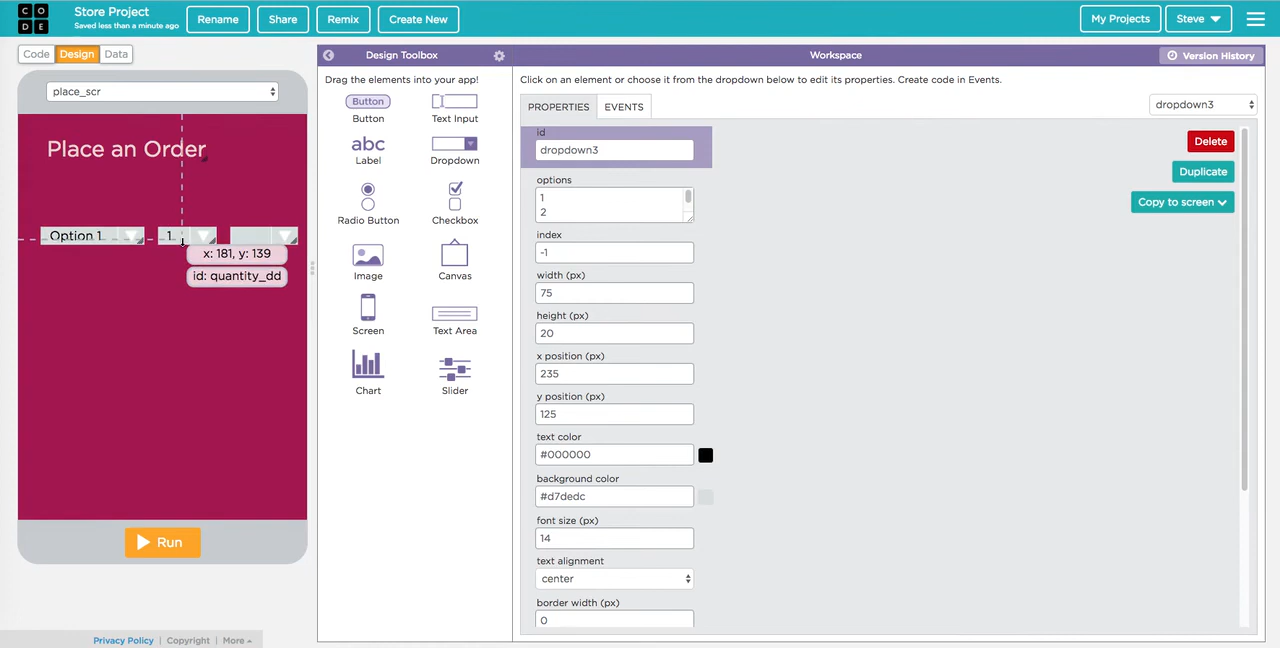 CODE
Store Project
Saved less than a minute ago
Rename
Share
Remix
Create New
My Projects
Steve
Code
Design
Data
Design Toolbox
Workspace
Version History
place_scr
Place an Order
Option 1
1
x: 181, y: 139
id: quantity_dd
Run
Drag the elements into your app!
Button
Button
Text Input
abc
Label
Dropdown
Radio Button
Checkbox
Image
Canvas
Screen
Text Area
Chart
Slider
Click on an element or choose it from the dropdown below to edit its properties. Create code in Events.
PROPERTIES
EVENTS
dropdown3
id
dropdown3
options
1
2
index
-1
width (px)
75
height (px)
20
x position (px)
235
y position (px)
125
text color
#000000
background color
#d7dedc
font size (px)
14
text alignment
center
border width (px)
0
Delete
Duplicate
Copy to screen
Privacy Policy | Copyright | More